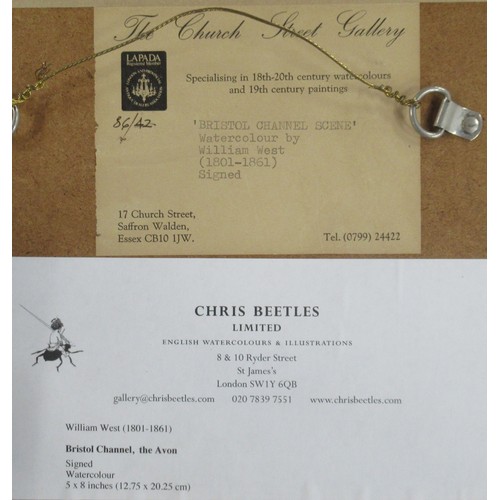 The Church Street Gallery
LAPADA
Specialising in 18th-20th century watercolours
and 19th century paintings
86/42
'BRISTOL CHANNEL SCENE'
Watercolour by
William West
(1801-1861)
Signed
17 Church Street,
Saffron Walden,
Essex CB10 1JW.
Tel. (0799) 24422
CHRIS BEETLES
LIMITED
ENGLISH WATERCOLOURS & ILLUSTRATIONS
8 & 10 Ryder Street
St James's
London SW1Y 6QB
gallery@chrisbeetles.com 020 7839 7551 www.chrisbeetles.com
William West (1801-1861)
Bristol Channel, the Avon
Signed
Watercolour
5 x 8 inches (12.75 x 20.25 cm)